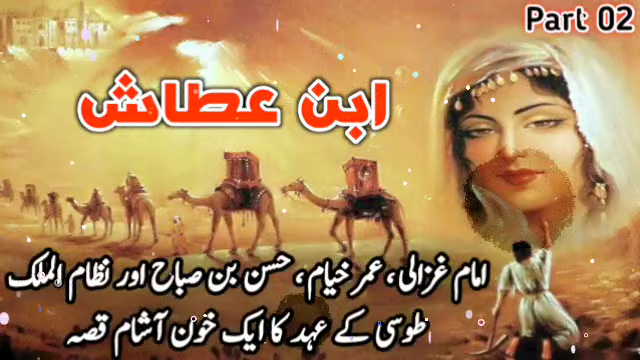 Part 02
ابن عطاش
امام غزالی، عمر خیام، حسن بن صباح اور نظام الملک
طوسی کے عہد کا ایک خون آشام قصہ